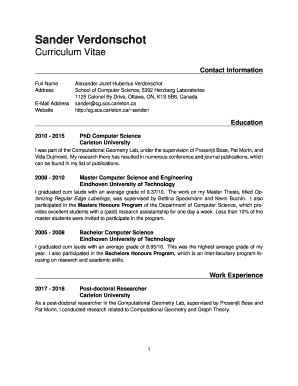 Sander Verdonschot
Curriculum Vitae
Contact Information
Full Name Alexander Jozef Hubertus Verdonschot
Address School of Computer Science, 5302 Herzberg Laboratories
1125 Colonel By Drive, Ottawa, ON, K1S 5B6, Canada
E-Mail Address sander@cg.scs.carleton.ca
Website http://cg.scs.carleton.ca/~sander/
Education
2010 - 2015 PhD Computer Science
Carleton University
I was part of the Computational Geometry Lab, under the supervision of Prosenjit Bose, Pat Morin, and
Vida Dujmović. My research there has resulted in numerous conference and journal publications, which
can be found in my list of publications.
2008 - 2010 Master Computer Science and Engineering
Eindhoven University of Technology
I graduated cum laude with an average grade of 9.37/10. The work on my Master Thesis, titled Op-
timizing Regular Edge Labelings, was supervised by Bettina Speckmann and Kevin Buchin. I also
participated in the Masters Honours Program of the Department of Computer Science, which pro-
vides excellent students with a (paid) research assistantship for one day a week. Less than 10% of the
master students were invited to participate in the program.
2005 - 2008 Bachelor Computer Science
Eindhoven University of Technology
I graduated cum laude with an average grade of 8.95/10. This was the highest average grade of my
year. I also participated in the Bachelors Honours Program, which is an inter-facultary program fo-
cusing on research and academic skills.
Work Experience
2017 - 2018 Post-doctoral Researcher
Carleton University
As a post-doctoral researcher in the Computational Geometry Lab, supervised by Prosenjit Bose and
Pat Morin, I conducted research related to Computational Geometry and Graph Theory.
1